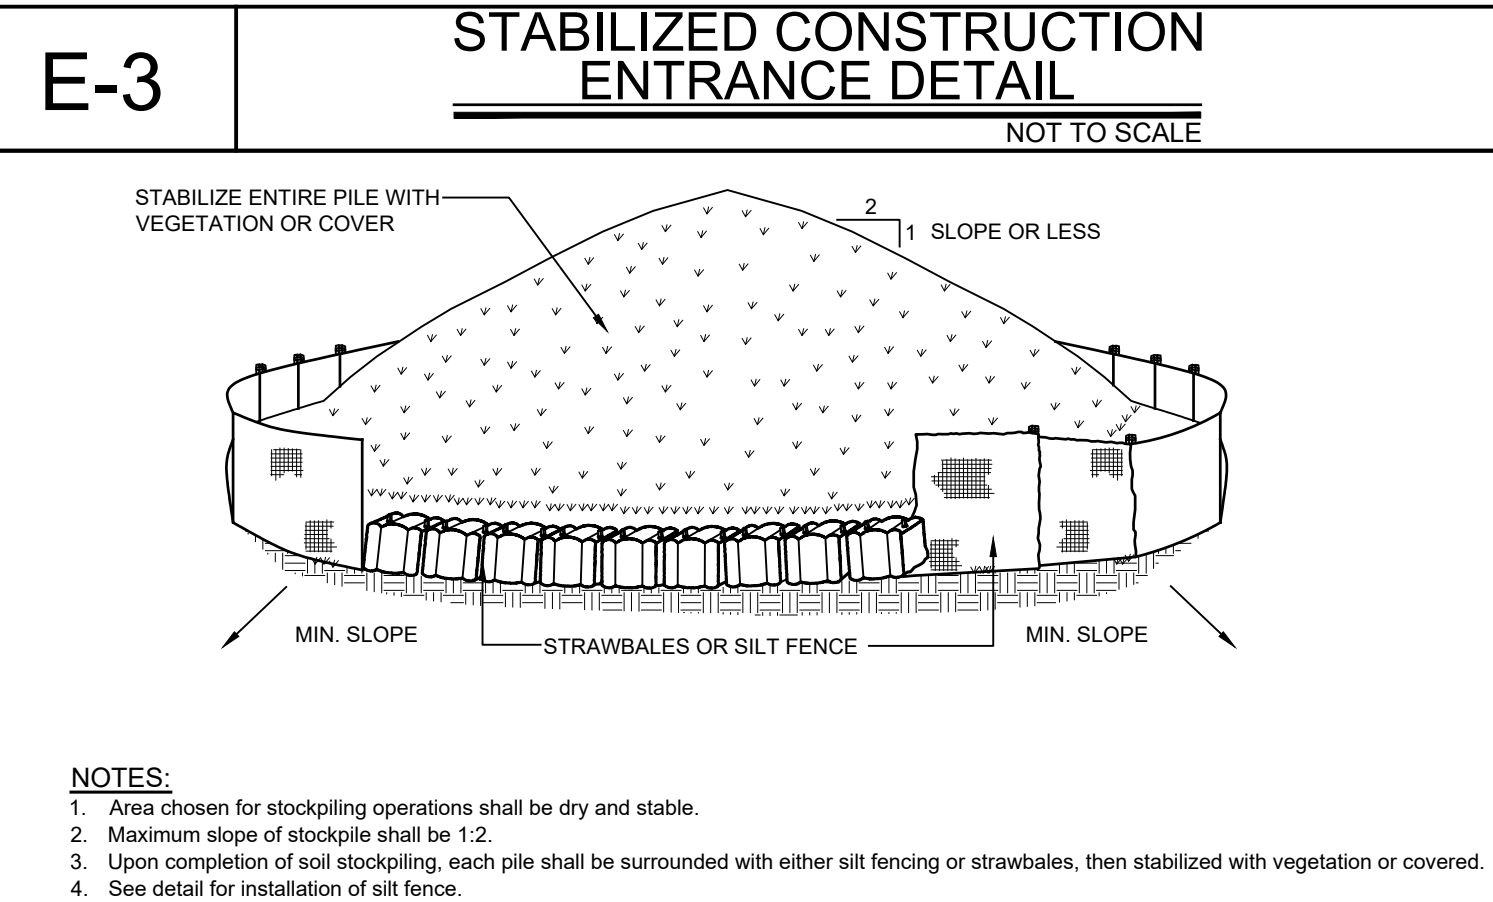 E-3
STABILIZED CONSTRUCTION
ENTRANCE DETAIL
NOT TO SCALE
STABILIZE ENTIRE PILE WITH
VEGETATION OR COVER
2
1 SLOPE OR LESS
MIN. SLOPE
STRAWBALES OR SILT FENCE
MIN. SLOPE
NOTES:
1. Area chosen for stockpiling operations shall be dry and stable.
2. Maximum slope of stockpile shall be 1:2.
3. Upon completion of soil stockpiling, each pile shall be surrounded with either silt fencing or strawbales, then stabilized with vegetation or covered.
4. See detail for installation of silt fence.